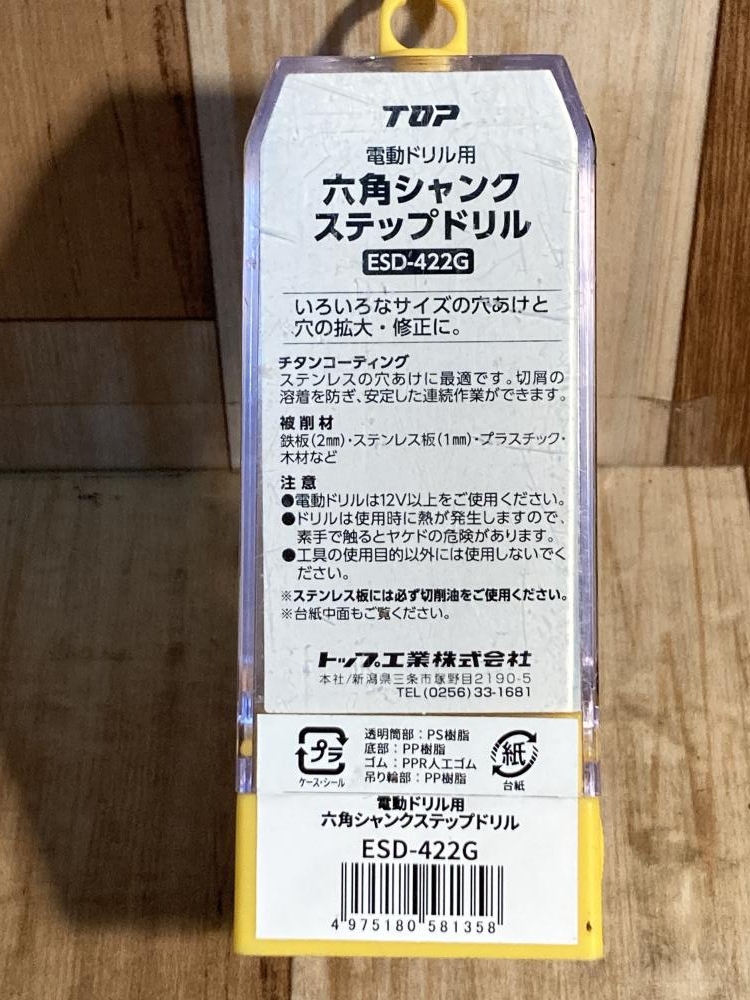 TOP
電動ドリル用
六角シャンク
ステップドリル
ESD-422G
いろいろなサイズの穴あけと
穴の拡大・修正に。
チタンコーティング
ステンレスの穴あけに最適です。切屑の
溶着を防ぎ、安定した連続作業ができます。
被削材
鉄板(2㎜)・ステンレス板(1㎜)・プラスチック・
木材など
注意
●電動ドリルは12V以上をご使用ください。
●ドリルは使用時に熱が発生しますので、
素手で触るとヤケドの危険があります。
●工具の使用目的以外には使用しないでく
ださい。
※ステンレス板には必ず切削油をご使用ください。
※台紙中面もご覧ください。
トップ工業株式会社
本社/新潟県三条市塚野目2190-5
TEL(0256)33-1681
プラ
ケース・シール
透明筒部：PS樹脂
底部：PP樹脂
ゴム：PPR人工ゴム
吊り輪部：PP樹脂
紙
台紙
電動ドリル用
六角シャンクステップドリル
ESD-422G
4 975180 581358